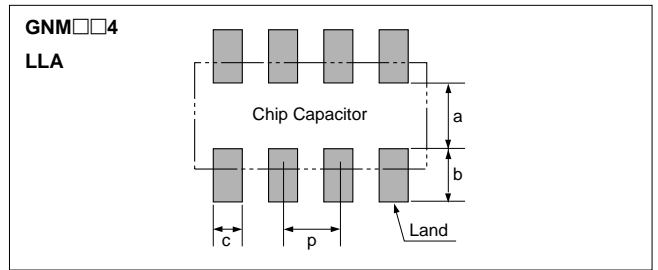 GNM□□4
LLA
Chip Capacitor
a
b
c
p
Land